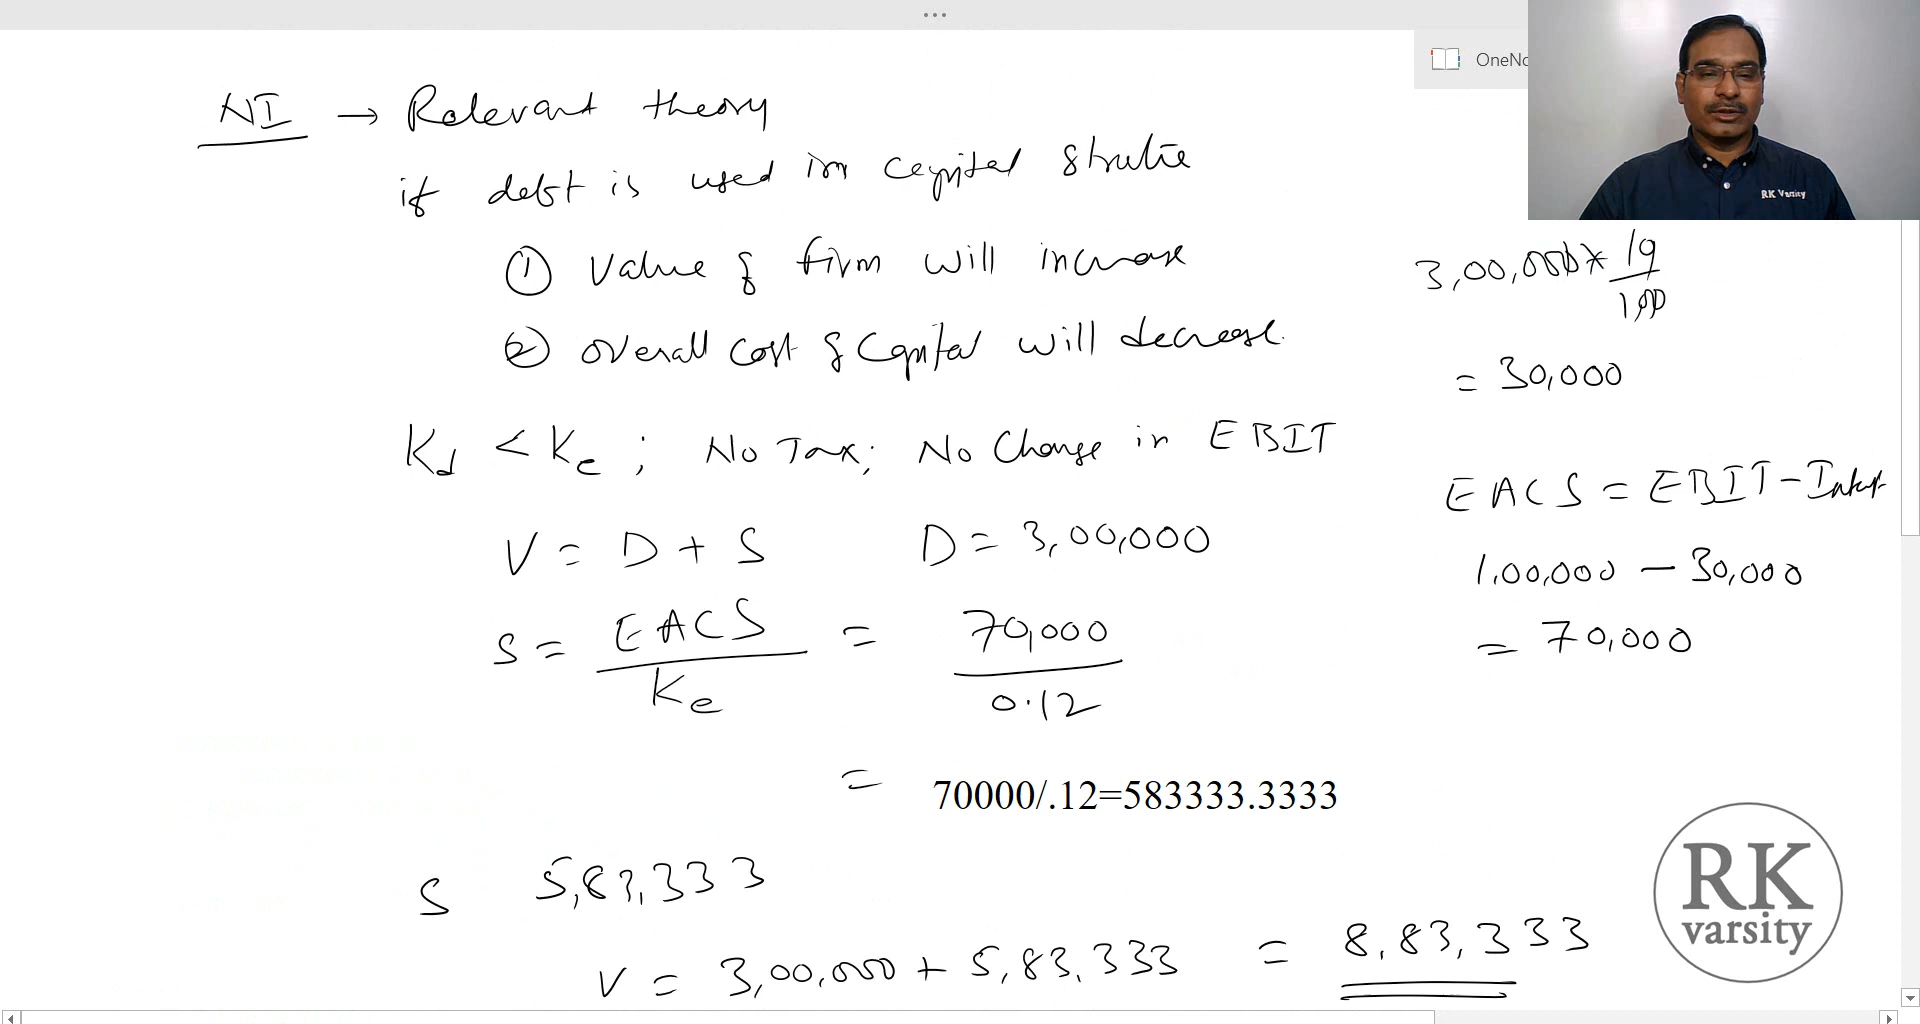 ...
OneNo
NI → Relevant theory
if debt is used in capital
① Value of firm will increase
② overall cost of capital will decrease.
Kd < Ke ; No Tax; No Change in EBIT
V = D + S   D = 3,00,000
S = EACS / Ke = 70,000 / 0.12
= 70000/.12=583333.3333
S 5,83,333
V = 3,00,000 + 5,83,333 = 8,83,333
RK Varsity
3,00,000 × 10/100
= 30,000
EACS = EBIT - Interest
1,00,000 - 30,000
= 70,000
RK
varsity